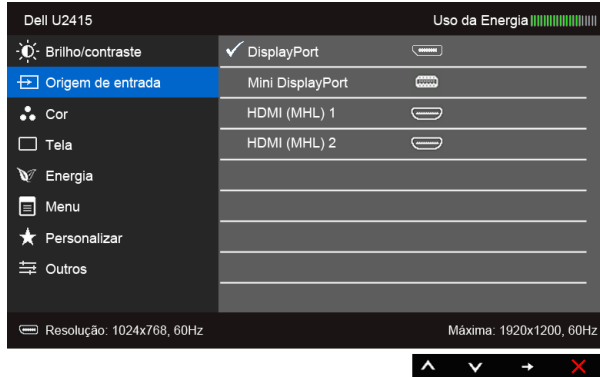 Dell U2415 Uso da Energia
Brilho/contraste DisplayPort
Origem de entrada Mini DisplayPort
Cor HDMI (MHL) 1
Tela HDMI (MHL) 2
Energia
Menu
Personalizar
Outros
Resolução: 1024x768, 60Hz Máxima: 1920x1200, 60Hz